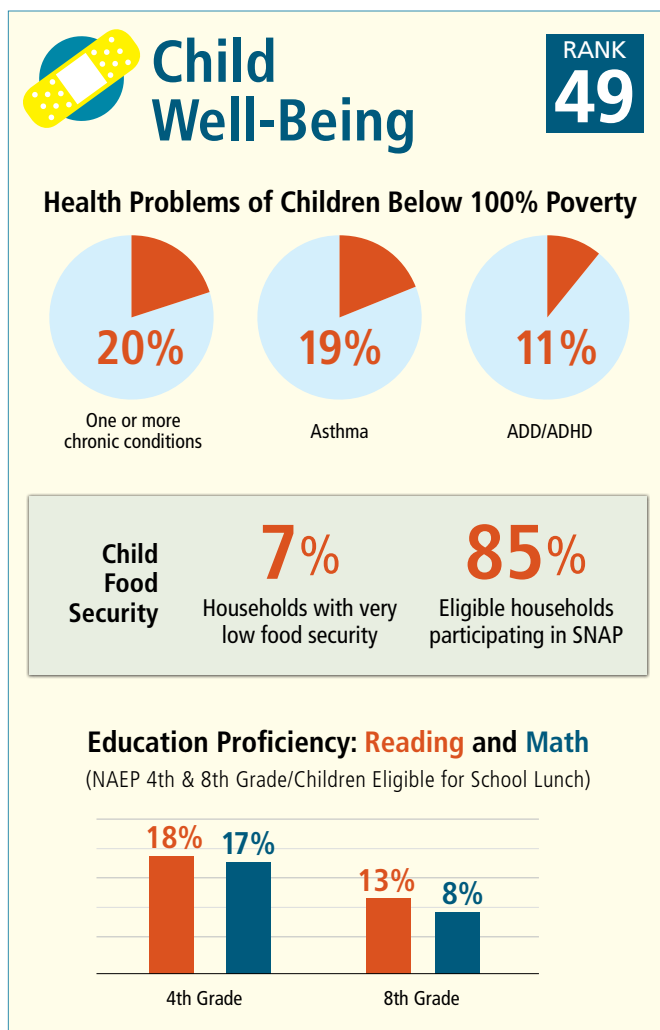 Child
Well-Being
RANK
49
Health Problems of Children Below 100% Poverty
20%
19%
11%
One or more
chronic conditions
Asthma
ADD/ADHD
Child
Food
Security
7%
Households with very
low food security
85%
Eligible households
participating in SNAP
Education Proficiency: Reading and Math
(NAEP 4th & 8th Grade/Children Eligible for School Lunch)
18%
17%
13%
8%
4th Grade
8th Grade